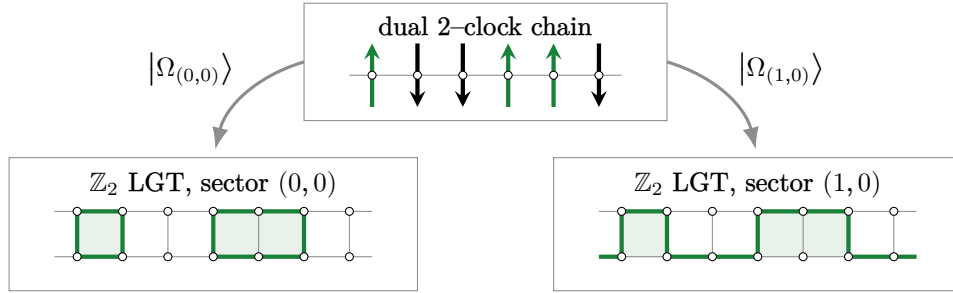 dual 2–clock chain
|Ω(0,0)⟩
|Ω(1,0)⟩
ℤ₂ LGT, sector (0, 0)
ℤ₂ LGT, sector (1, 0)